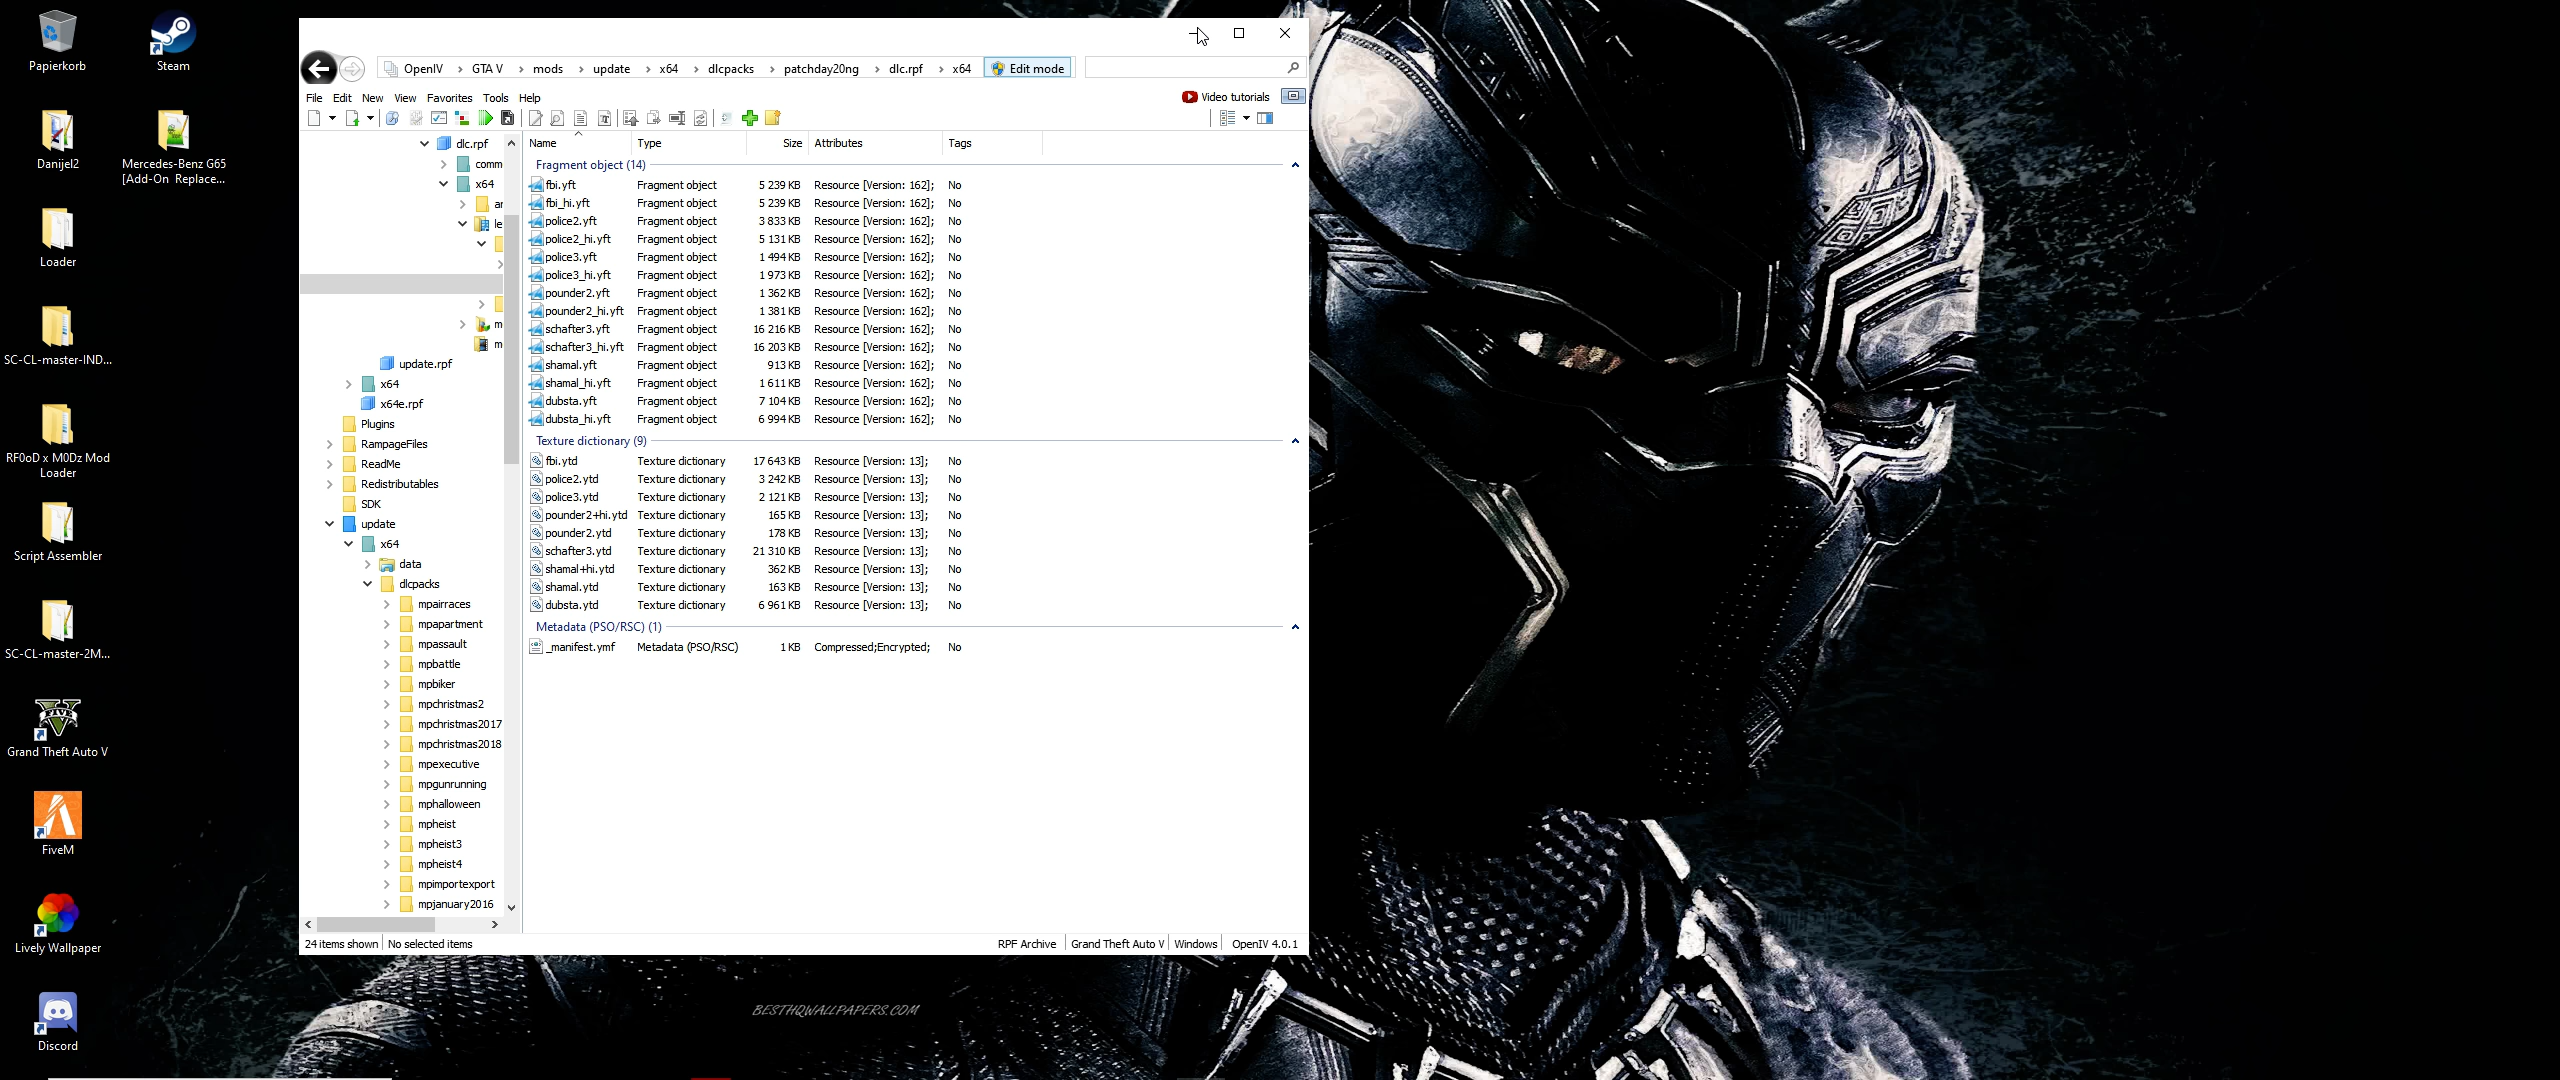 Papierkorb
Steam
Danijel2
Mercedes-Benz G65
[Add-On Replace...
Loader
SC-CL-master-IND...
RF0oD x M0Dz Mod
Loader
Script Assembler
SC-CL-master-2M...
Grand Theft Auto V
FiveM
Lively Wallpaper
Discord
OpenIV GTA V mods update x64 dlcpacks patchday20ng dlc.rpf x64 Edit mode
File Edit New View Favorites Tools Help
Video tutorials
dlc.rpf
comm
x64
ar
le
m
m
update.rpf
x64
x64e.rpf
Plugins
RampageFiles
ReadMe
Redistributables
SDK
update
x64
data
dlcpacks
mpairraces
mpapartment
mpassault
mpbattle
mpbiker
mpchristmas2
mpchristmas2017
mpchristmas2018
mpexecutive
mpgunrunning
mphalloween
mpheist
mpheist3
mpheist4
mpimportexport
mpjanuary2016
Name Type Size Attributes Tags
Fragment object (14)
fbi.yft Fragment object 5 239 KB Resource [Version: 162]; No
fbi_hi.yft Fragment object 5 239 KB Resource [Version: 162]; No
police2.yft Fragment object 3 833 KB Resource [Version: 162]; No
police2_hi.yft Fragment object 5 131 KB Resource [Version: 162]; No
police3.yft Fragment object 1 494 KB Resource [Version: 162]; No
police3_hi.yft Fragment object 1 973 KB Resource [Version: 162]; No
pounder2.yft Fragment object 1 362 KB Resource [Version: 162]; No
pounder2_hi.yft Fragment object 1 381 KB Resource [Version: 162]; No
schafter3.yft Fragment object 16 216 KB Resource [Version: 162]; No
schafter3_hi.yft Fragment object 16 203 KB Resource [Version: 162]; No
shamal.yft Fragment object 913 KB Resource [Version: 162]; No
shamal_hi.yft Fragment object 1 611 KB Resource [Version: 162]; No
dubsta.yft Fragment object 7 104 KB Resource [Version: 162]; No
dubsta_hi.yft Fragment object 6 994 KB Resource [Version: 162]; No
Texture dictionary (9)
fbi.ytd Texture dictionary 17 643 KB Resource [Version: 13]; No
police2.ytd Texture dictionary 3 242 KB Resource [Version: 13]; No
police3.ytd Texture dictionary 2 121 KB Resource [Version: 13]; No
pounder2+hi.ytd Texture dictionary 165 KB Resource [Version: 13]; No
pounder2.ytd Texture dictionary 178 KB Resource [Version: 13]; No
schafter3.ytd Texture dictionary 21 310 KB Resource [Version: 13]; No
shamal+hi.ytd Texture dictionary 362 KB Resource [Version: 13]; No
shamal.ytd Texture dictionary 163 KB Resource [Version: 13]; No
dubsta.ytd Texture dictionary 6 961 KB Resource [Version: 13]; No
Metadata (PSO/RSC) (1)
_manifest.ymf Metadata (PSO/RSC) 1 KB Compressed;Encrypted; No
24 items shown No selected items RPF Archive Grand Theft Auto V Windows OpenIV 4.0.1
BESTHQWALLPAPERS.COM